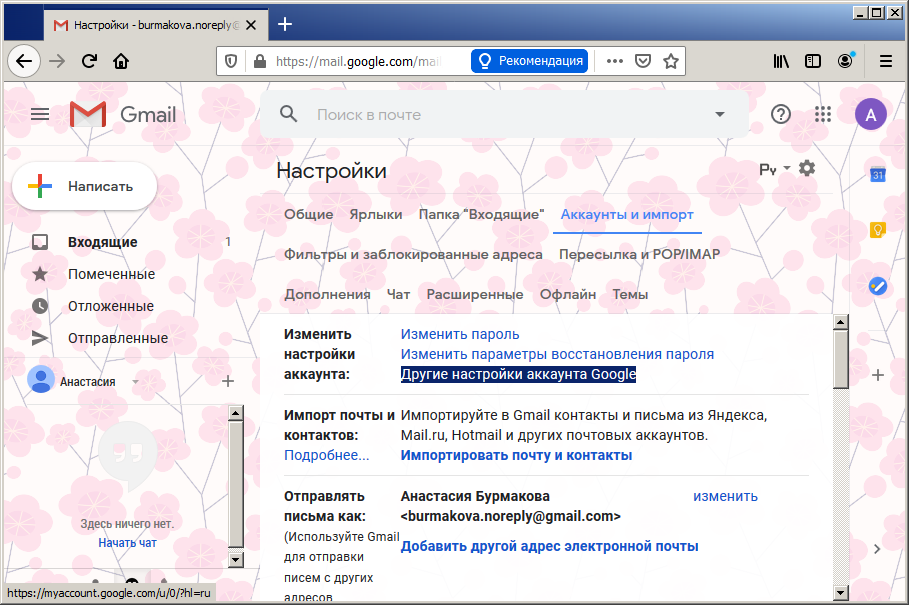 Настройки - burmakova.noreply@
https://mail.google.com/mai
Рекомендация
Gmail
Поиск в почте
A
Написать
Настройки
Ру
31
Общие Ярлыки Папка "Входящие" Аккаунты и импорт
Фильтры и заблокированные адреса Пересылка и POP/IMAP
Дополнения Чат Расширенные Офлайн Темы
Входящие 1
Помеченные
Отложенные
Отправленные
Анастасия
Здесь ничего нет.
Начать чат
Изменить
настройки
аккаунта:
Изменить пароль
Изменить параметры восстановления пароля
Другие настройки аккаунта Google
Импорт почты и
контактов:
Подробнее...
Импортируйте в Gmail контакты и письма из Яндекса,
Mail.ru, Hotmail и других почтовых аккаунтов.
Импортировать почту и контакты
Отправлять
письма как:
(Используйте Gmail
для отправки
писем с других
адресов
Анастасия Бурмакова
<burmakova.noreply@gmail.com>
изменить
Добавить другой адрес электронной почты
https://myaccount.google.com/u/0/?hl=ru